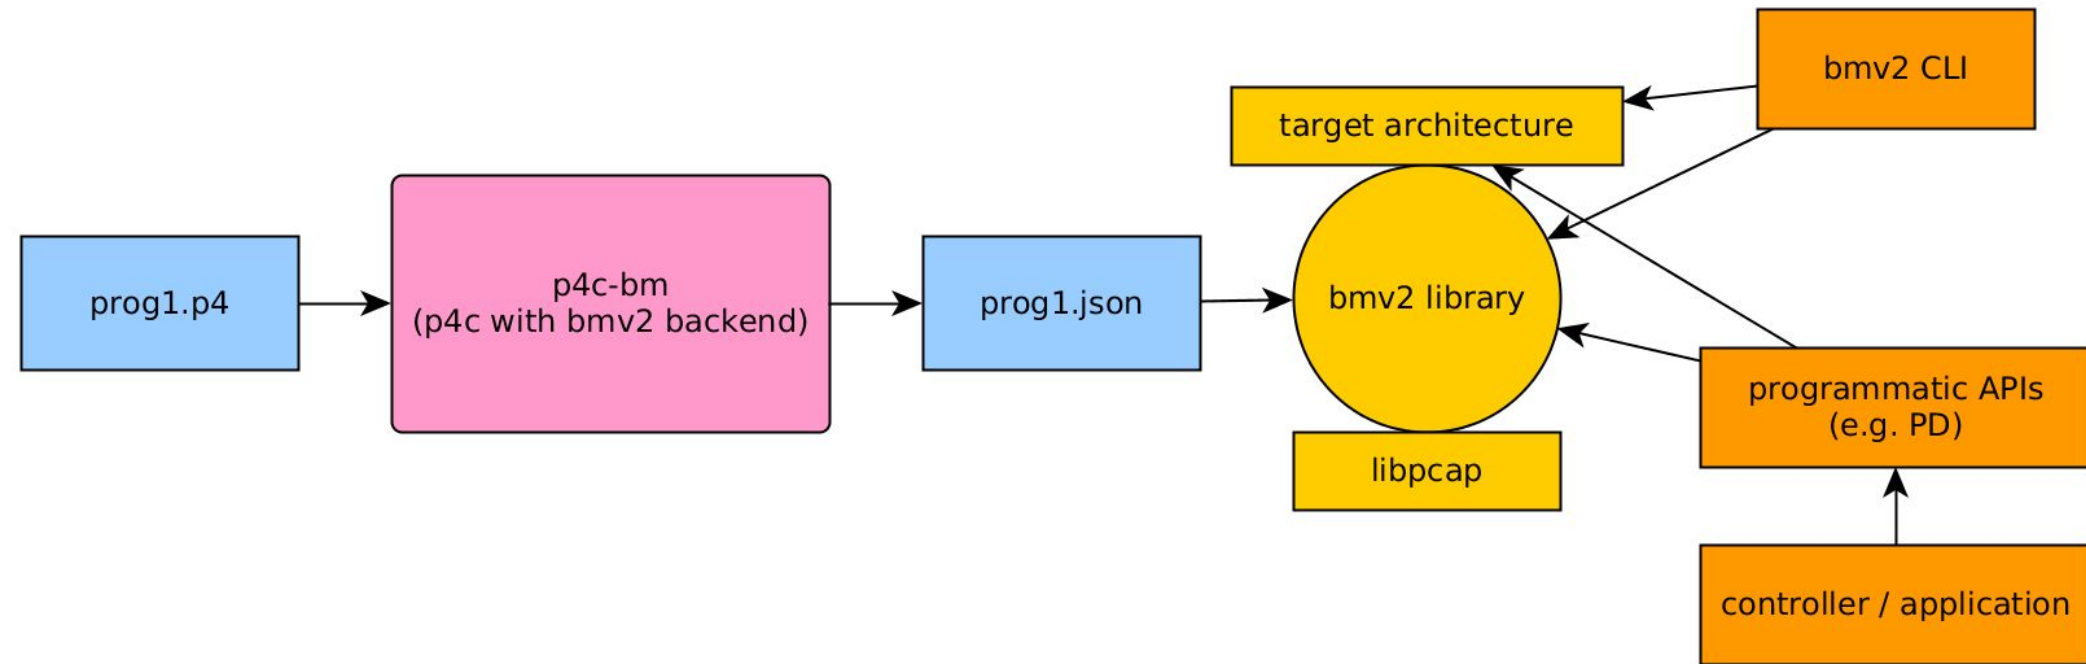 prog1.p4
p4c-bm
(p4c with bmv2 backend)
prog1.json
target architecture
bmv2 library
libpcap
bmv2 CLI
programmatic APIs
(e.g. PD)
controller / application